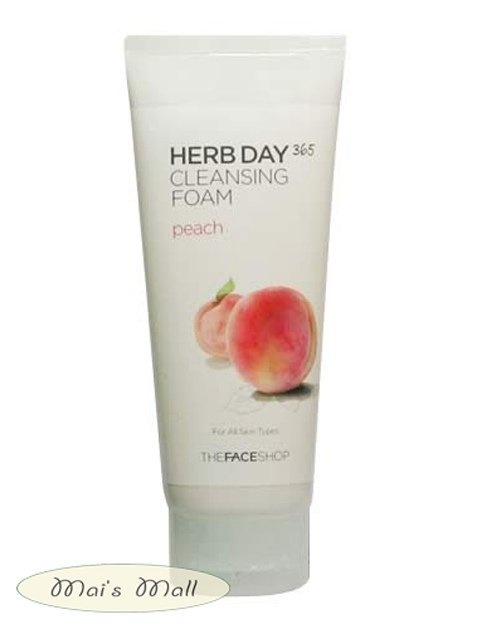 HERB DAY 365
CLEANSING
FOAM
peach
For All Skin Types
THEFACESHOP
Mai's Mall